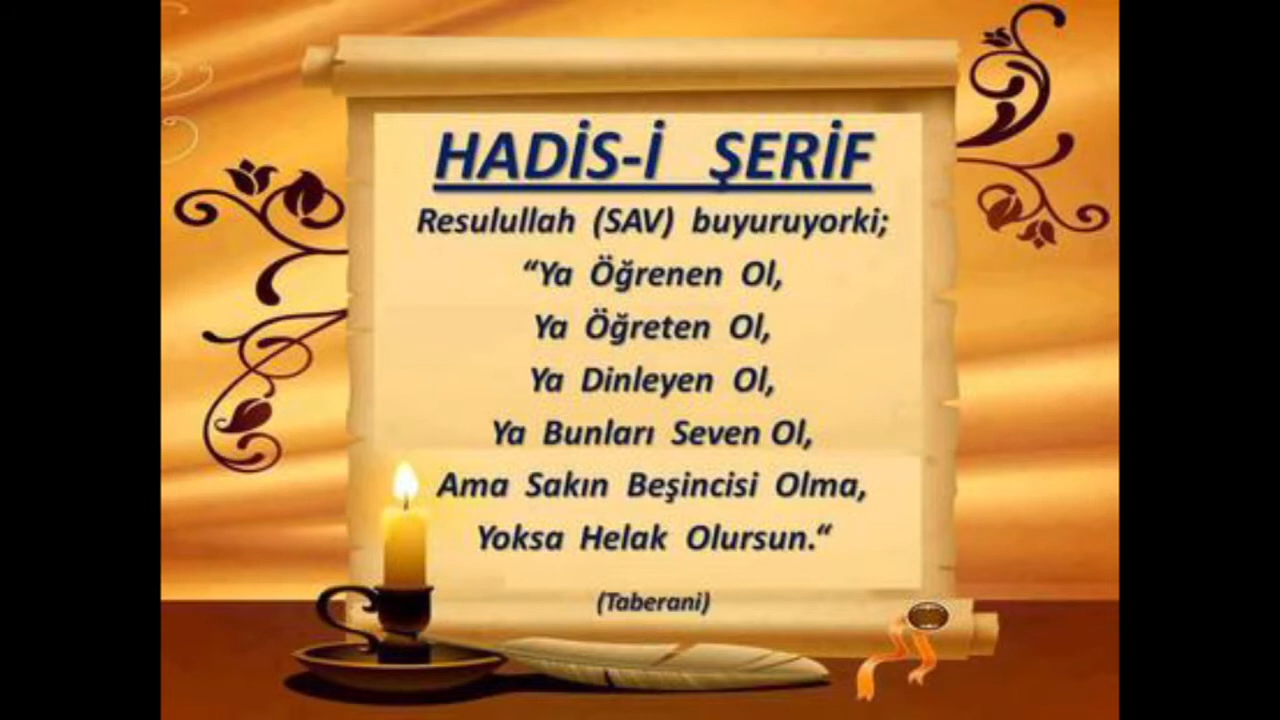 HADİS-İ ŞERİF
Resulullah (SAV) buyuruyorki;
“Ya Öğrenen Ol,
Ya Öğreten Ol,
Ya Dinleyen Ol,
Ya Bunları Seven Ol,
Ama Sakın Beşincisi Olma,
Yoksa Helak Olursun.“
(Taberani)